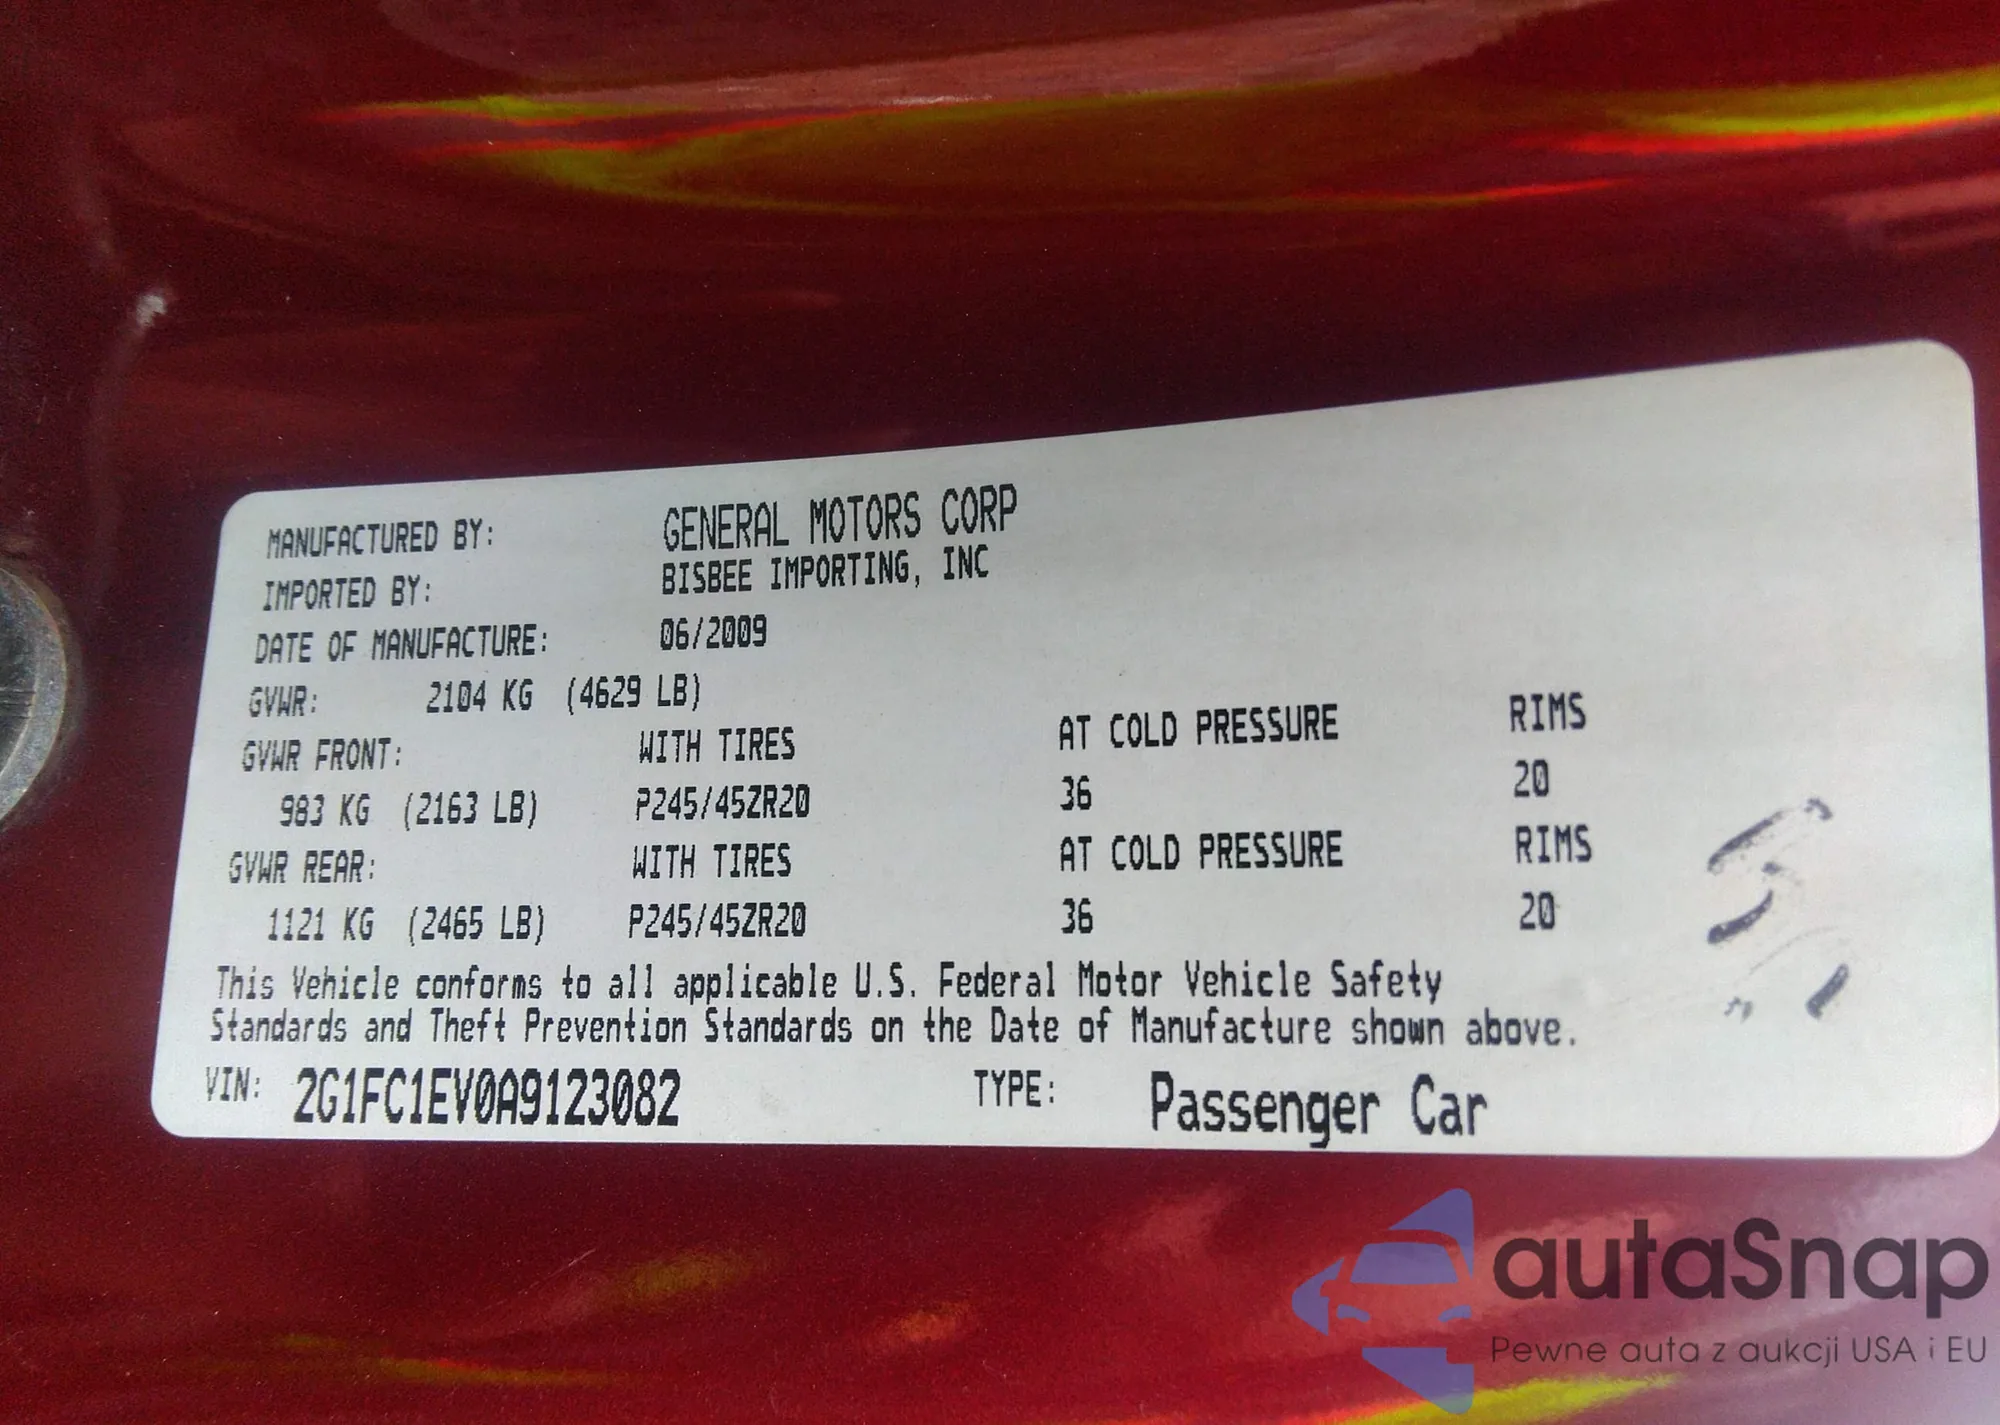 MANUFACTURED BY: GENERAL MOTORS CORP
IMPORTED BY: BISBEE IMPORTING, INC
DATE OF MANUFACTURE: 06/2009
GVWR: 2104 KG (4629 LB)
GVWR FRONT: WITH TIRES AT COLD PRESSURE RIMS
983 KG (2163 LB) P245/45ZR20 36 20
GVWR REAR: WITH TIRES AT COLD PRESSURE RIMS
1121 KG (2465 LB) P245/45ZR20 36 20
This Vehicle conforms to all applicable U.S. Federal Motor Vehicle Safety
Standards and Theft Prevention Standards on the Date of Manufacture shown above.
VIN: 2G1FC1EV0A9123082 TYPE: Passenger Car
autaSnap
Pewne auta z aukcji USA i EU